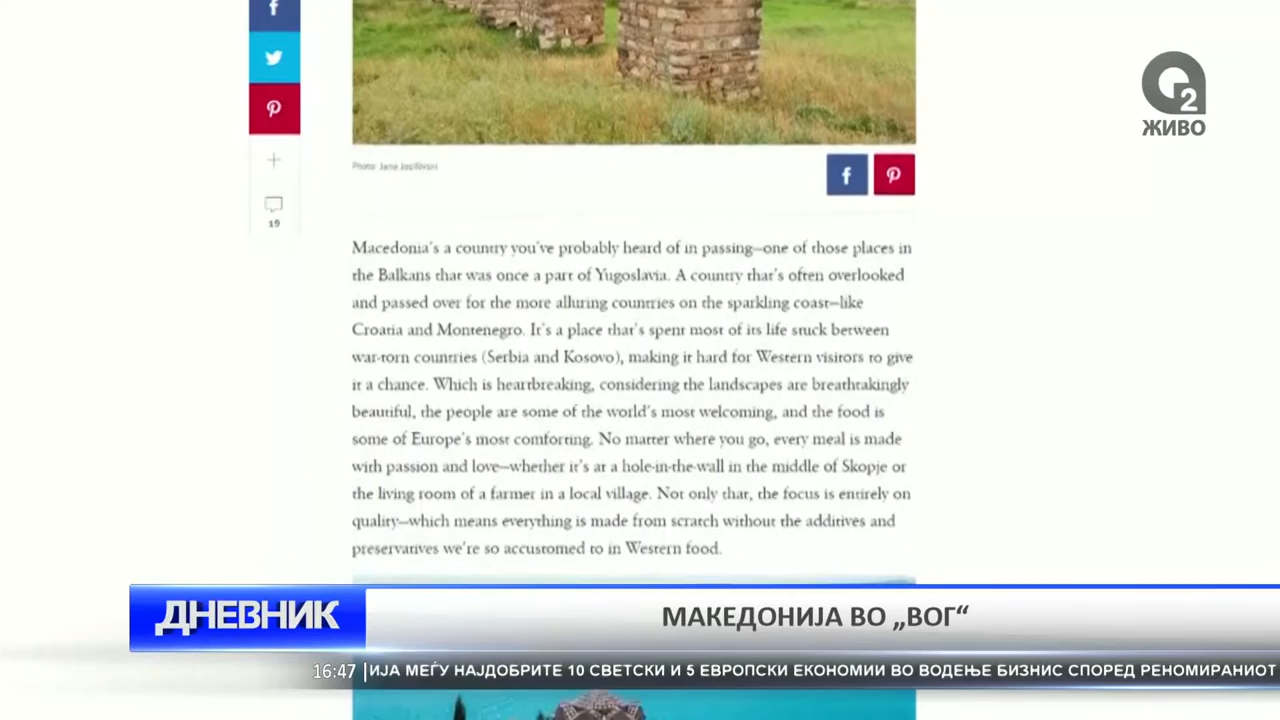 2
ЖИВО
19
Photo: Jane Josifovski
Macedonia's a country you've probably heard of in passing—one of those places in
the Balkans that was once a part of Yugoslavia. A country that's often overlooked
and passed over for the more alluring countries on the sparkling coast—like
Croatia and Montenegro. It's a place that's spent most of its life stuck between
war-torn countries (Serbia and Kosovo), making it hard for Western visitors to give
it a chance. Which is heartbreaking, considering the landscapes are breathtakingly
beautiful, the people are some of the world's most welcoming, and the food is
some of Europe's most comforting. No matter where you go, every meal is made
with passion and love—whether it's at a hole-in-the-wall in the middle of Skopje or
the living room of a farmer in a local village. Not only that, the focus is entirely on
quality—which means everything is made from scratch without the additives and
preservatives we're so accustomed to in Western food.
ДНЕВНИК
МАКЕДОНИЈА ВО „ВОГ“
16:47 |ИЈА МЕЃУ НАЈДОБРИТЕ 10 СВЕТСКИ И 5 ЕВРОПСКИ ЕКОНОМИИ ВО ВОДЕЊЕ БИЗНИС СПОРЕД РЕНОМИРАНИОТ